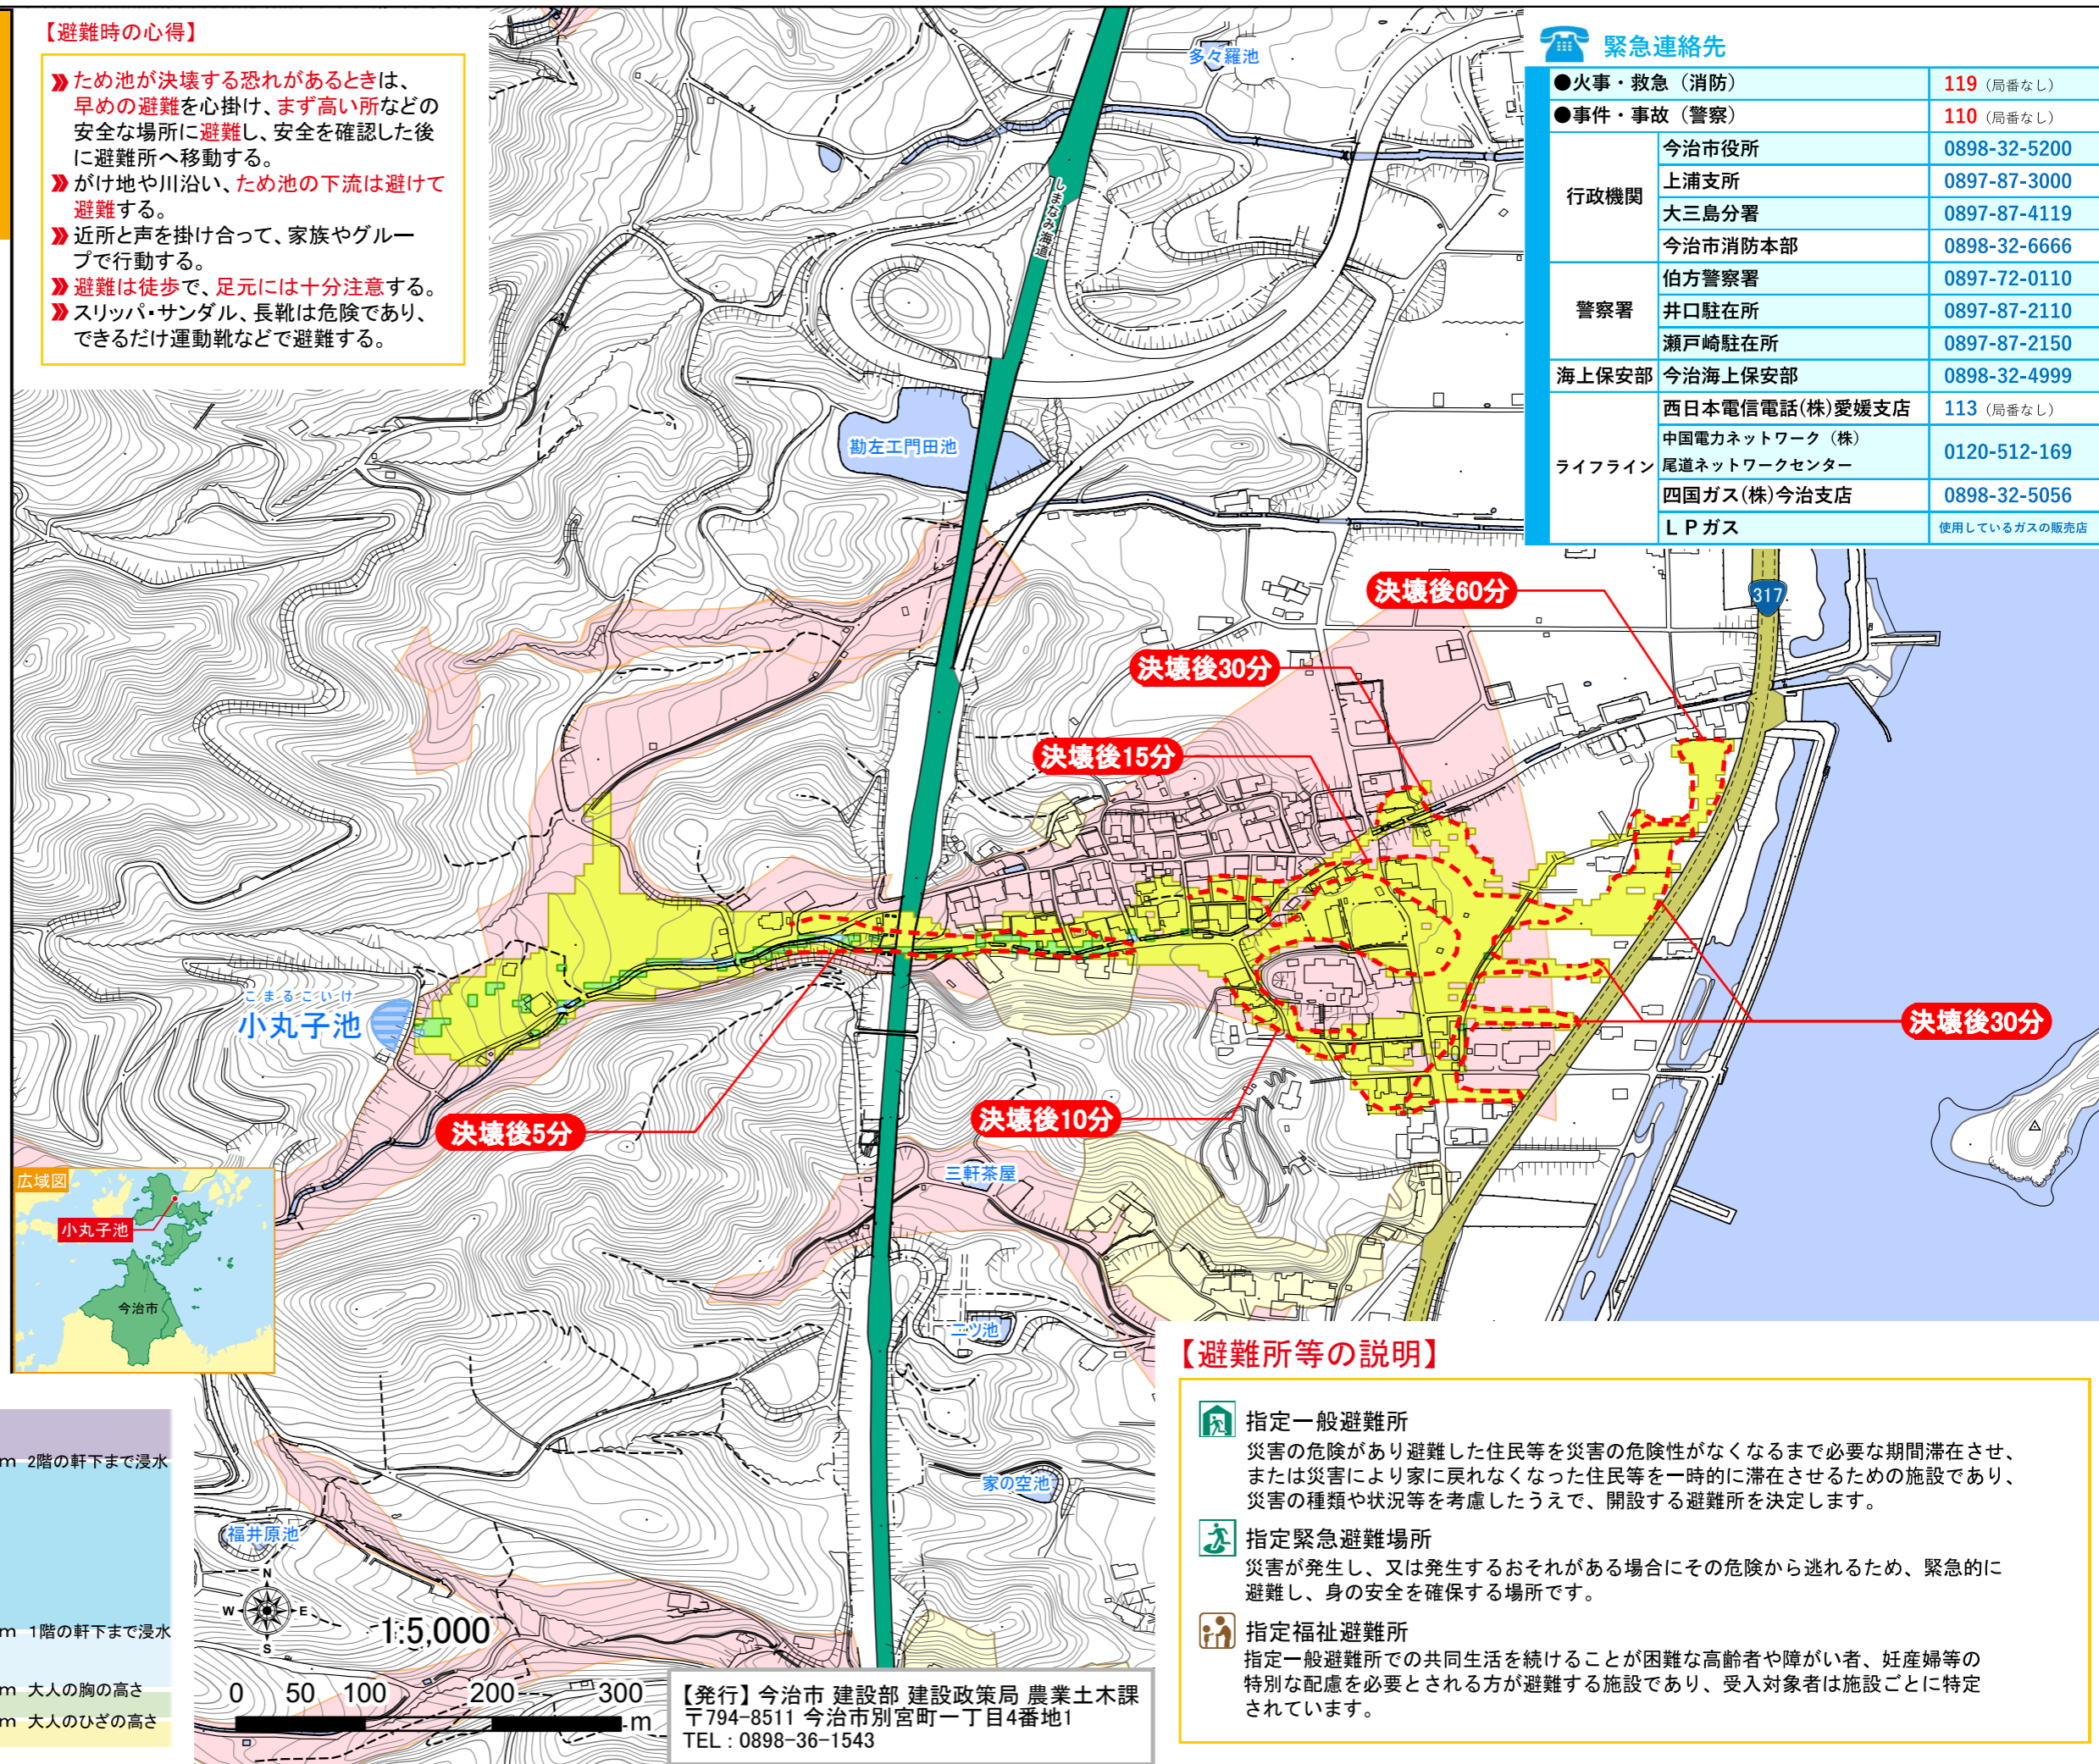 【避難時の心得】
ため池が決壊する恐れがあるときは、
早めの避難を心掛け、まず高い所などの
安全な場所に避難し、安全を確認した後
に避難所へ移動する。
がけ地や川沿い、ため池の下流は避けて
避難する。
近所と声を掛け合って、家族やグルー
プで行動する。
避難は徒歩で、足元には十分注意する。
スリッパ・サンダル、長靴は危険であり、
できるだけ運動靴などで避難する。
緊急連絡先
●火事・救急（消防） 119（局番なし）
●事件・事故（警察） 110（局番なし）
行政機関
今治市役所 0898-32-5200
上浦支所 0897-87-3000
大三島分署 0897-87-4119
今治市消防本部 0898-32-6666
警察署
伯方警察署 0897-72-0110
井口駐在所 0897-87-2110
瀬戸崎駐在所 0897-87-2150
海上保安部 今治海上保安部 0898-32-4999
ライフライン
西日本電信電話(株)愛媛支店 113（局番なし）
中国電力ネットワーク（株）
尾道ネットワークセンター 0120-512-169
四国ガス(株)今治支店 0898-32-5056
ＬＰガス 使用しているガスの販売店
多々羅池
しまなみ海道
勘左エ門田池
317
決壊後60分
決壊後30分
決壊後15分
こまるこいけ
小丸子池
決壊後30分
決壊後5分
決壊後10分
三軒茶屋
二ツ池
家の空池
福井原池
広域図
小丸子池
今治市
m 2階の軒下まで浸水
m 1階の軒下まで浸水
m 大人の胸の高さ
m 大人のひざの高さ
N
W
E
S
1:5,000
0 50 100 200 300
m
【発行】今治市 建設部 建設政策局 農業土木課
〒794-8511 今治市別宮町一丁目4番地1
TEL : 0898-36-1543
【避難所等の説明】
指定一般避難所
災害の危険があり避難した住民等を災害の危険性がなくなるまで必要な期間滞在させ、
または災害により家に戻れなくなった住民等を一時的に滞在させるための施設であり、
災害の種類や状況等を考慮したうえで、開設する避難所を決定します。
指定緊急避難場所
災害が発生し、又は発生するおそれがある場合にその危険から逃れるため、緊急的に
避難し、身の安全を確保する場所です。
指定福祉避難所
指定一般避難所での共同生活を続けることが困難な高齢者や障がい者、妊産婦等の
特別な配慮を必要とされる方が避難する施設であり、受入対象者は施設ごとに特定
されています。